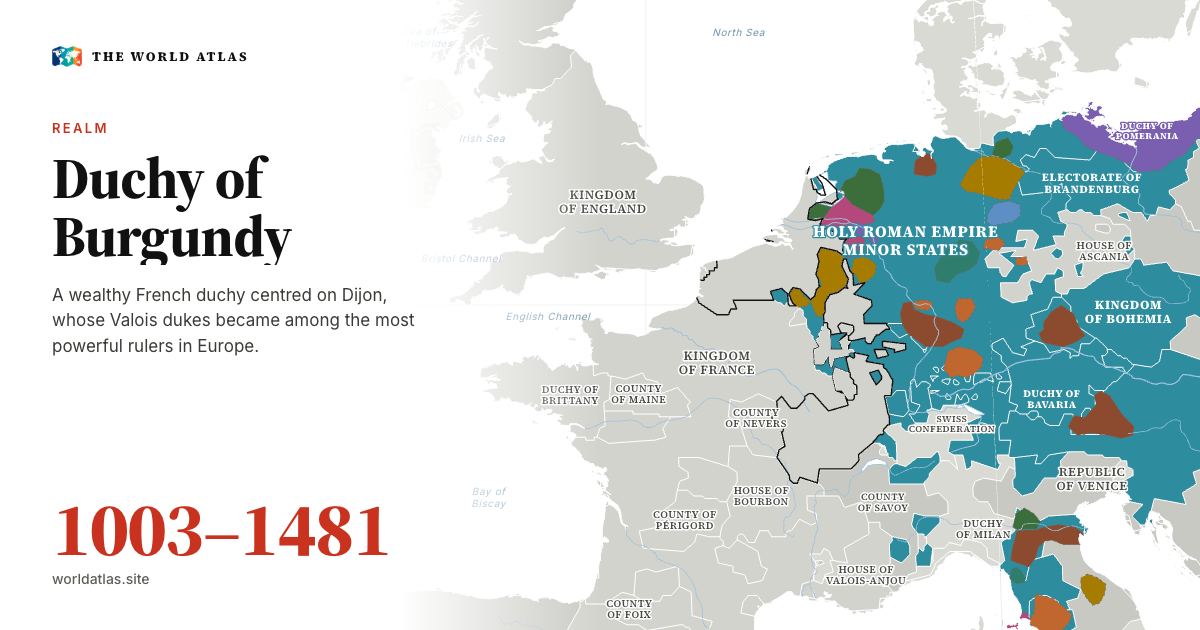 THE WORLD ATLAS
REALM
Duchy of
Burgundy
A wealthy French duchy centred on Dijon,
whose Valois dukes became among the most
powerful rulers in Europe.
1003–1481
worldatlas.site
North Sea
Irish Sea
KINGDOM
OF ENGLAND
Bristol Channel
English Channel
DUCHY OF
POMERANIA
ELECTORATE OF
BRANDENBURG
HOLY ROMAN EMPIRE
MINOR STATES
HOUSE OF
ASCANIA
KINGDOM
OF BOHEMIA
KINGDOM
OF FRANCE
DUCHY OF
BRITTANY
COUNTY
OF MAINE
COUNTY
OF NEVERS
DUCHY OF
BAVARIA
SWISS
CONFEDERATION
REPUBLIC
OF VENICE
Bay of
Biscay
HOUSE OF
BOURBON
COUNTY
OF SAVOY
COUNTY OF
PÉRIGORD
DUCHY
OF MILAN
HOUSE OF
VALOIS-ANJOU
COUNTY
OF FOIX